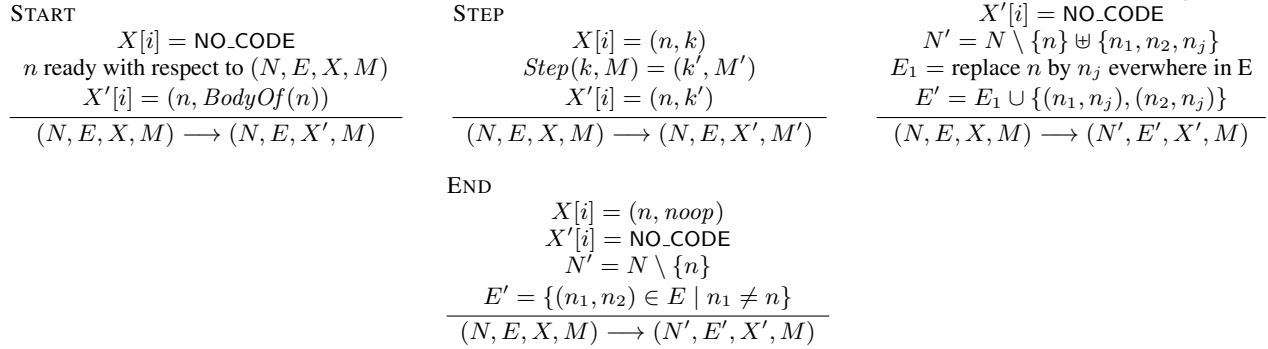 START
X[i] = NO_CODE
n ready with respect to (N, E, X, M)
X′[i] = (n, BodyOf(n))
(N, E, X, M) ⟶ (N, E, X′, M)
STEP
X[i] = (n, k)
Step(k, M) = (k′, M′)
X′[i] = (n, k′)
(N, E, X, M) ⟶ (N, E, X′, M′)
X′[i] = NO_CODE
N′ = N \ {n} ⊎ {n₁, n₂, nⱼ}
E₁ = replace n by nⱼ everwhere in E
E′ = E₁ ∪ {(n₁, nⱼ), (n₂, nⱼ)}
(N, E, X, M) ⟶ (N′, E′, X′, M)
END
X[i] = (n, noop)
X′[i] = NO_CODE
N′ = N \ {n}
E′ = {(n₁, n₂) ∈ E | n₁ ≠ n}
(N, E, X, M) ⟶ (N′, E′, X′, M)